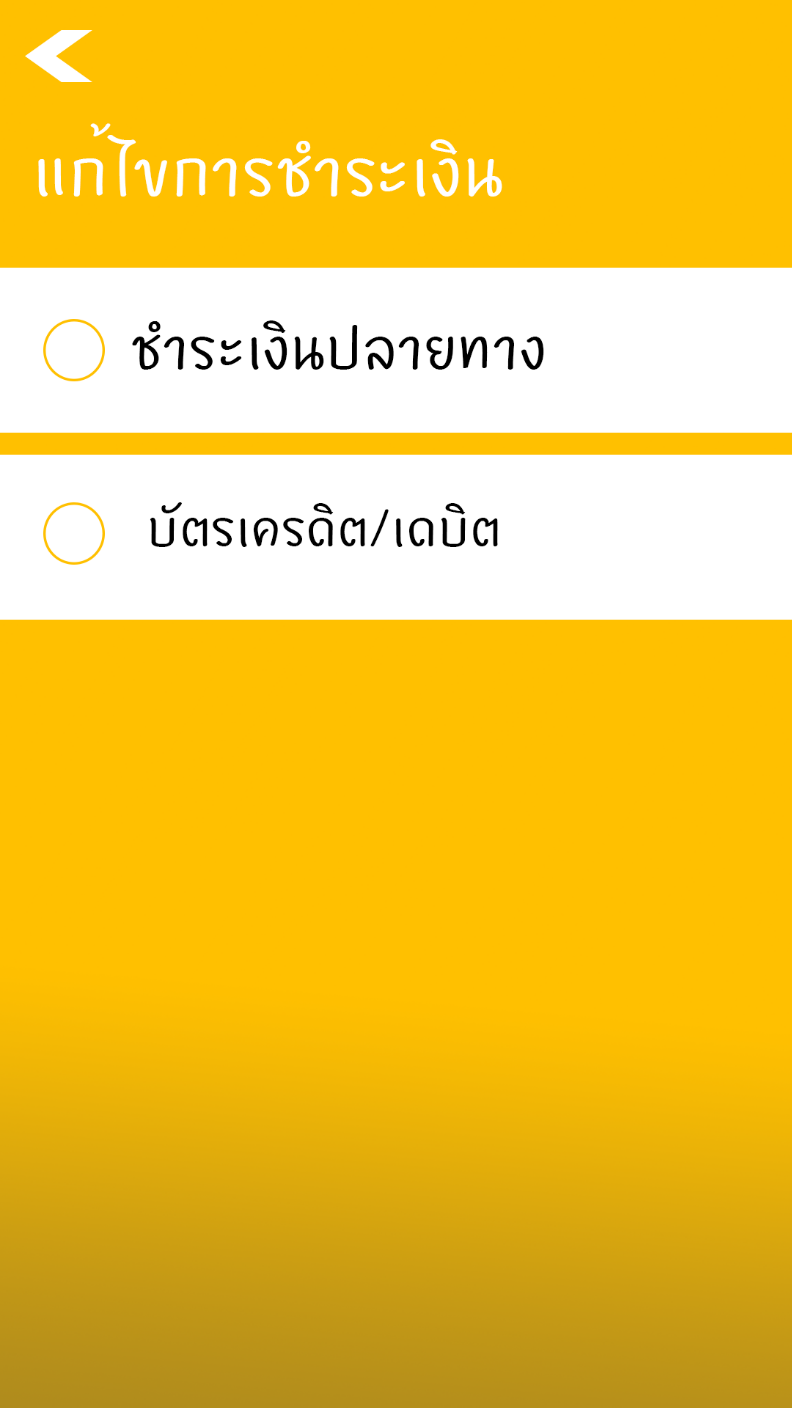 แก้ไขการชำระเงิน
ชำระเงินปลายทาง
บัตรเครดิต/เดบิต